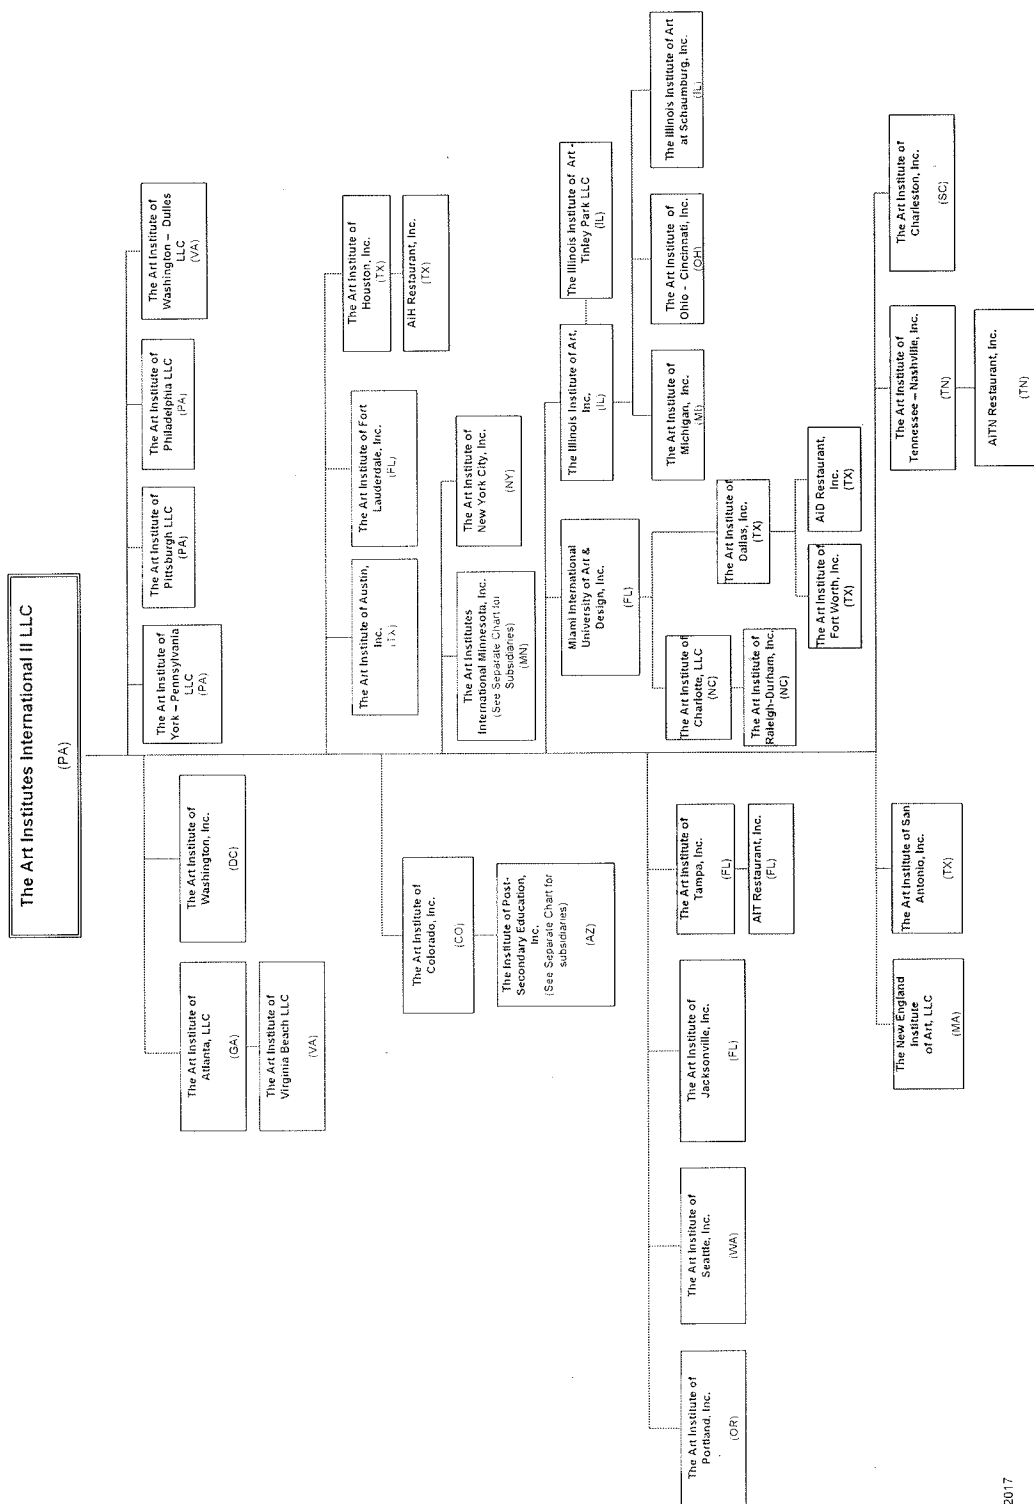 The Art Institutes International II LLC
(PA)
The Art Institute of
York – Pennsylvania
LLC
(PA)
The Art Institute of
Pittsburgh LLC
(PA)
The Art Institute of
Philadelphia LLC
(PA)
The Art Institute of
Washington – Dulles
LLC
(VA)
The Art Institute of
Atlanta, LLC
(GA)
The Art Institute of
Virginia Beach LLC
(VA)
The Art Institute of
Washington, Inc.
(DC)
The Art Institute of Austin,
Inc.
(TX)
The Art Institute of Fort
Lauderdale, Inc.
(FL)
The Art Institute of
Houston, Inc.
(TX)
AiH Restaurant, Inc.
(TX)
The Art Institute of
Colorado, Inc.
(CO)
The Institute of Post-
Secondary Education,
Inc.
(See Separate Chart for
subsidiaries)
(AZ)
The Art Institutes
International Minnesota, Inc.
(See Separate Chart for
Subsidiaries)
(MN)
The Art Institute of
New York City, Inc.
(NY)
Miami International
University of Art &
Design, Inc.
(FL)
The Illinois Institute of Art,
Inc.
(IL)
The Illinois Institute of Art -
Tinley Park LLC
(IL)
The Art Institute of
Michigan, Inc.
(MI)
The Art Institute of
Ohio - Cincinnati, Inc.
(OH)
The Illinois Institute of Art
at Schaumburg, Inc.
(IL)
The Art Institute of
Charlotte, LLC
(NC)
The Art Institute of
Raleigh-Durham, Inc.
(NC)
The Art Institute of
Dallas, Inc.
(TX)
The Art Institute of
Fort Worth, Inc.
(TX)
AiD Restaurant,
Inc.
(TX)
The Art Institute of
Portland, Inc.
(OR)
The Art Institute of
Seattle, Inc.
(WA)
The Art Institute of
Jacksonville, Inc.
(FL)
The Art Institute of
Tampa, Inc.
(FL)
AIT Restaurant, Inc.
(FL)
The New England
Institute
of Art, LLC
(MA)
The Art Institute of San
Antonio, Inc.
(TX)
The Art Institute of
Tennessee – Nashville, Inc.
(TN)
AiTN Restaurant, Inc.
(TN)
The Art Institute of
Charleston, Inc.
(SC)
2017